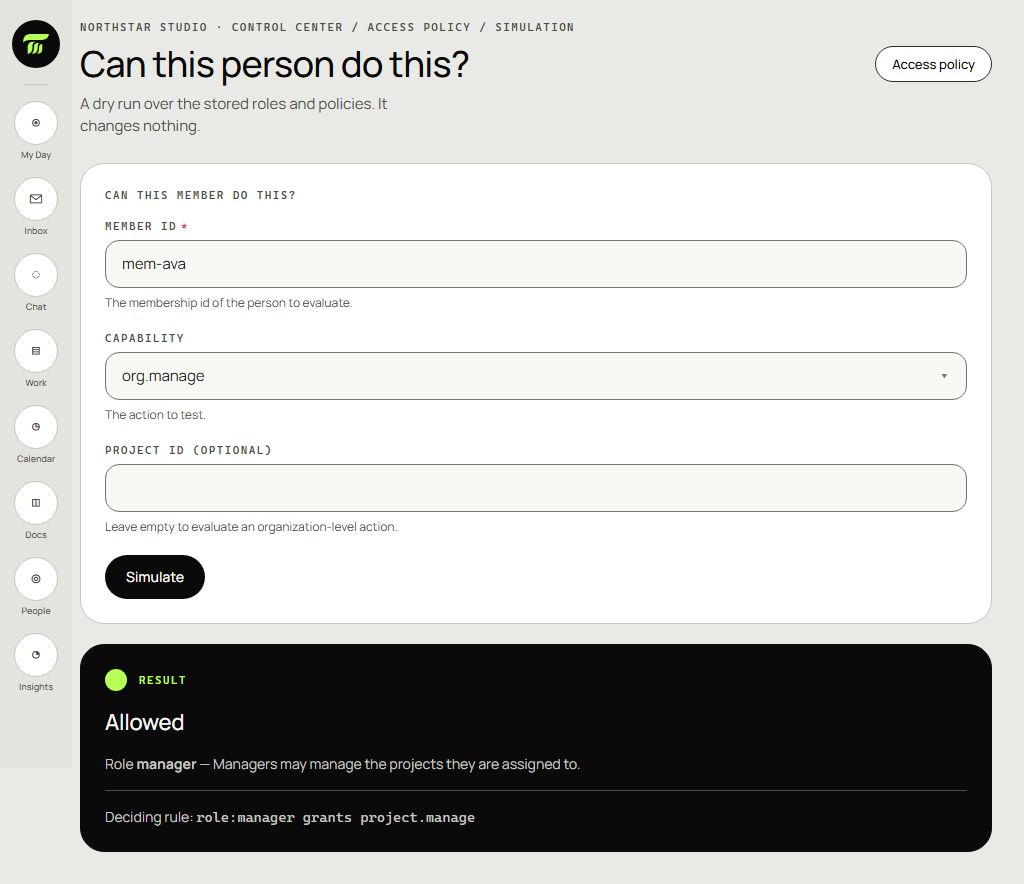 NORTHSTAR STUDIO · CONTROL CENTER / ACCESS POLICY / SIMULATION
Can this person do this?
Access policy
A dry run over the stored roles and policies. It
changes nothing.
My Day
Inbox
Chat
Work
Calendar
Docs
People
Insights
CAN THIS MEMBER DO THIS?
MEMBER ID *
mem-ava
The membership id of the person to evaluate.
CAPABILITY
org.manage
The action to test.
PROJECT ID (OPTIONAL)
Leave empty to evaluate an organization-level action.
Simulate
RESULT
Allowed
Role manager — Managers may manage the projects they are assigned to.
Deciding rule: role:manager grants project.manage